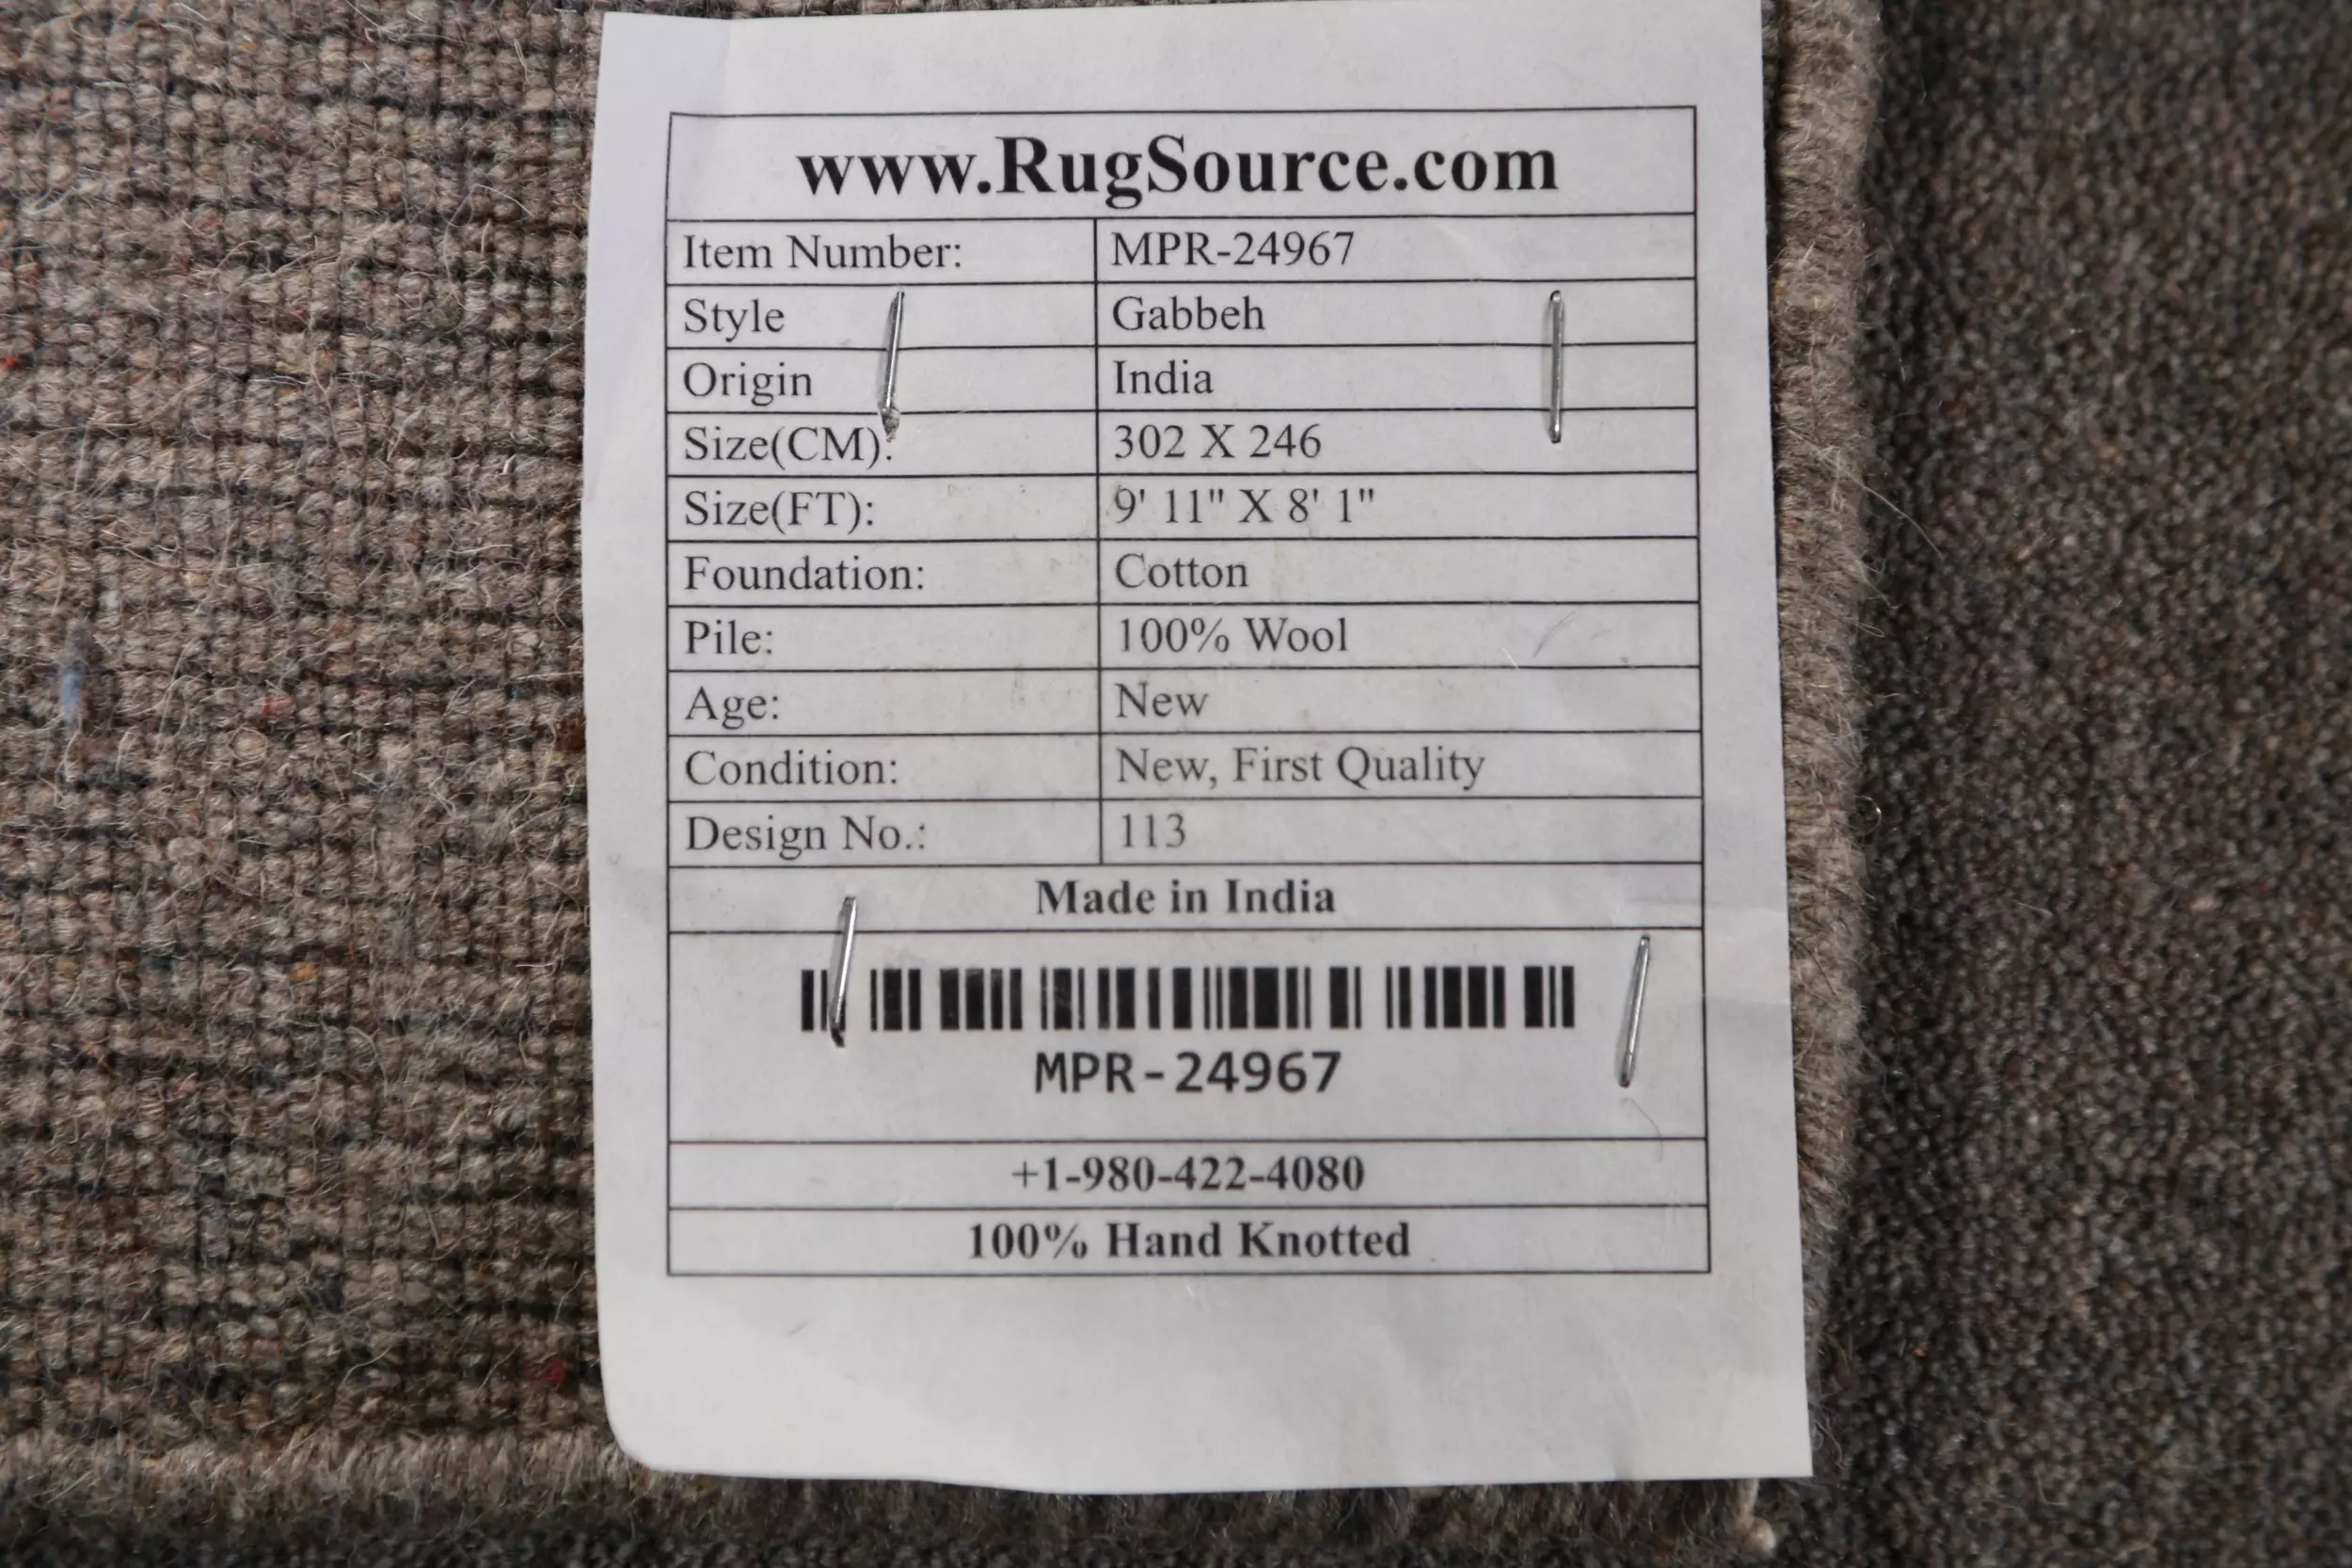 www.RugSource.com
Item Number: MPR-24967
Style Gabbeh
Origin India
Size(CM): 302 X 246
Size(FT): 9' 11" X 8' 1"
Foundation: Cotton
Pile: 100% Wool
Age: New
Condition: New, First Quality
Design No.: 113
Made in India
MPR-24967
+1-980-422-4080
100% Hand Knotted